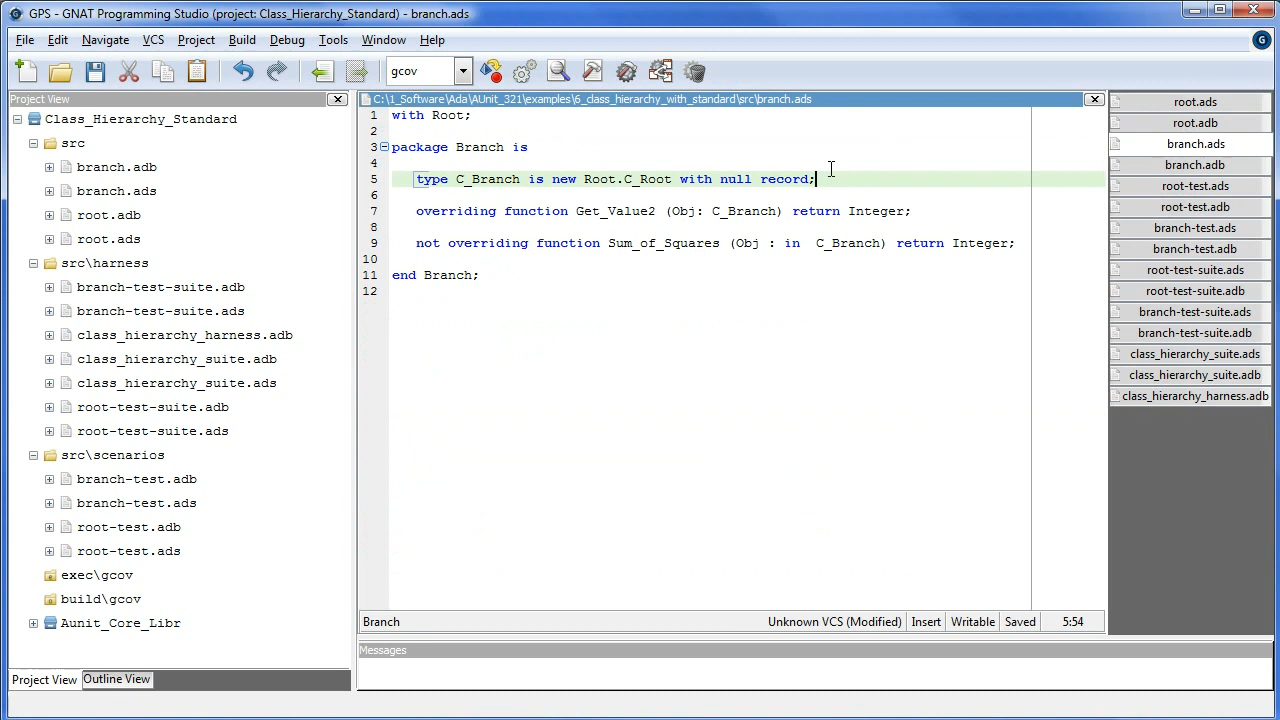 GPS - GNAT Programming Studio (project: Class_Hierarchy_Standard) - branch.ads
File Edit Navigate VCS Project Build Debug Tools Window Help
gcov
Project View
Class_Hierarchy_Standard
src
branch.adb
branch.ads
root.adb
root.ads
src\harness
branch-test-suite.adb
branch-test-suite.ads
class_hierarchy_harness.adb
class_hierarchy_suite.adb
class_hierarchy_suite.ads
root-test-suite.adb
root-test-suite.ads
src\scenarios
branch-test.adb
branch-test.ads
root-test.adb
root-test.ads
exec\gcov
build\gcov
Aunit_Core_Libr
Project View Outline View
C:\1_Software\Ada\AUnit_321\examples\6_class_hierarchy_with_standard\src\branch.ads
1 with Root;
2
3 package Branch is
4
5 type C_Branch is new Root.C_Root with null record;
6
7 overriding function Get_Value2 (Obj: C_Branch) return Integer;
8
9 not overriding function Sum_of_Squares (Obj : in  C_Branch) return Integer;
10
11 end Branch;
12
Branch Unknown VCS (Modified) Insert Writable Saved 5:54
Messages
root.ads
root.adb
branch.ads
branch.adb
root-test.ads
root-test.adb
branch-test.ads
branch-test.adb
root-test-suite.ads
root-test-suite.adb
branch-test-suite.ads
branch-test-suite.adb
class_hierarchy_suite.ads
class_hierarchy_suite.adb
class_hierarchy_harness.adb